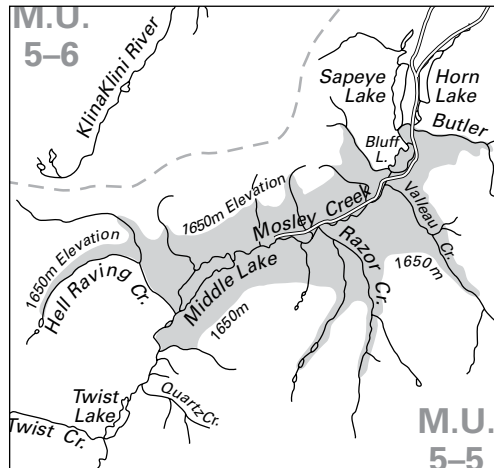 M.U.
5–6
KlinaKlini River
Sapeye
Lake
Horn
Lake
Butler
Bluff
L.
1650m Elevation
Mosley Creek
Valleau Cr.
1650m Elevation
Hell Raving Cr.
Middle Lake
Razor Cr.
1650m
1650m
Twist
Lake
Quartz Cr.
Twist Cr.
M.U.
5–5